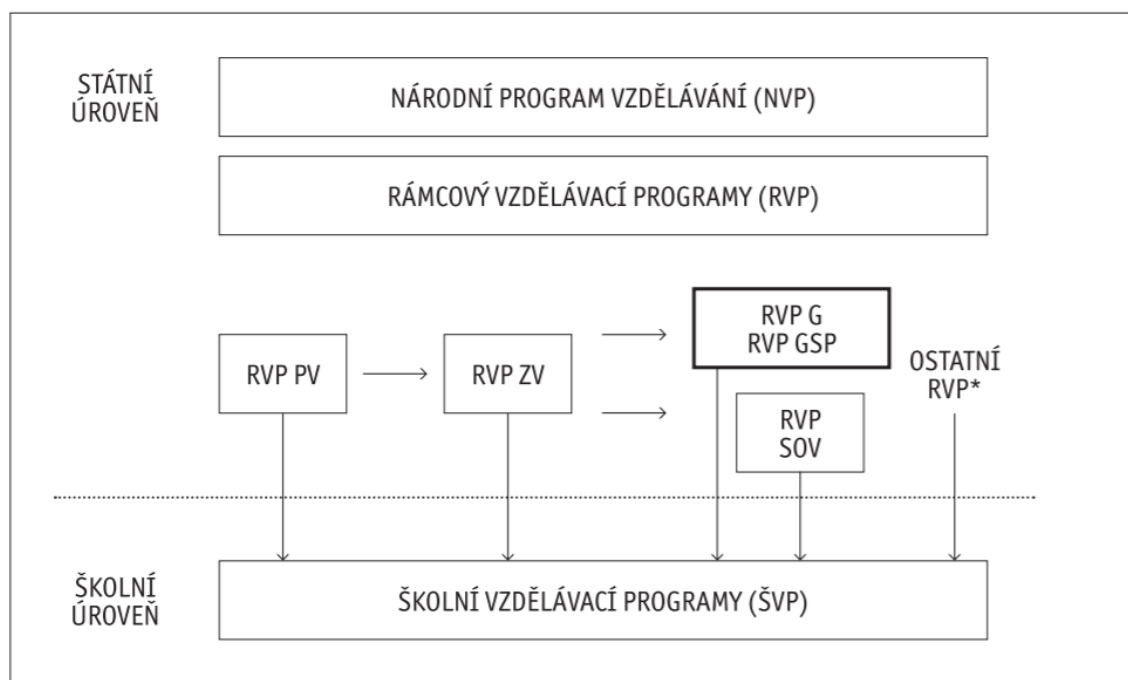 STÁTNÍ
ÚROVEŇ
NÁRODNÍ PROGRAM VZDĚLÁVÁNÍ (NVP)
RÁMCOVÝ VZDĚLÁVACÍ PROGRAMY (RVP)
RVP PV
RVP ZV
RVP G
RVP GSP
RVP
SOV
OSTATNÍ
RVP*
ŠKOLNÍ
ÚROVEŇ
ŠKOLNÍ VZDĚLÁVACÍ PROGRAMY (ŠVP)